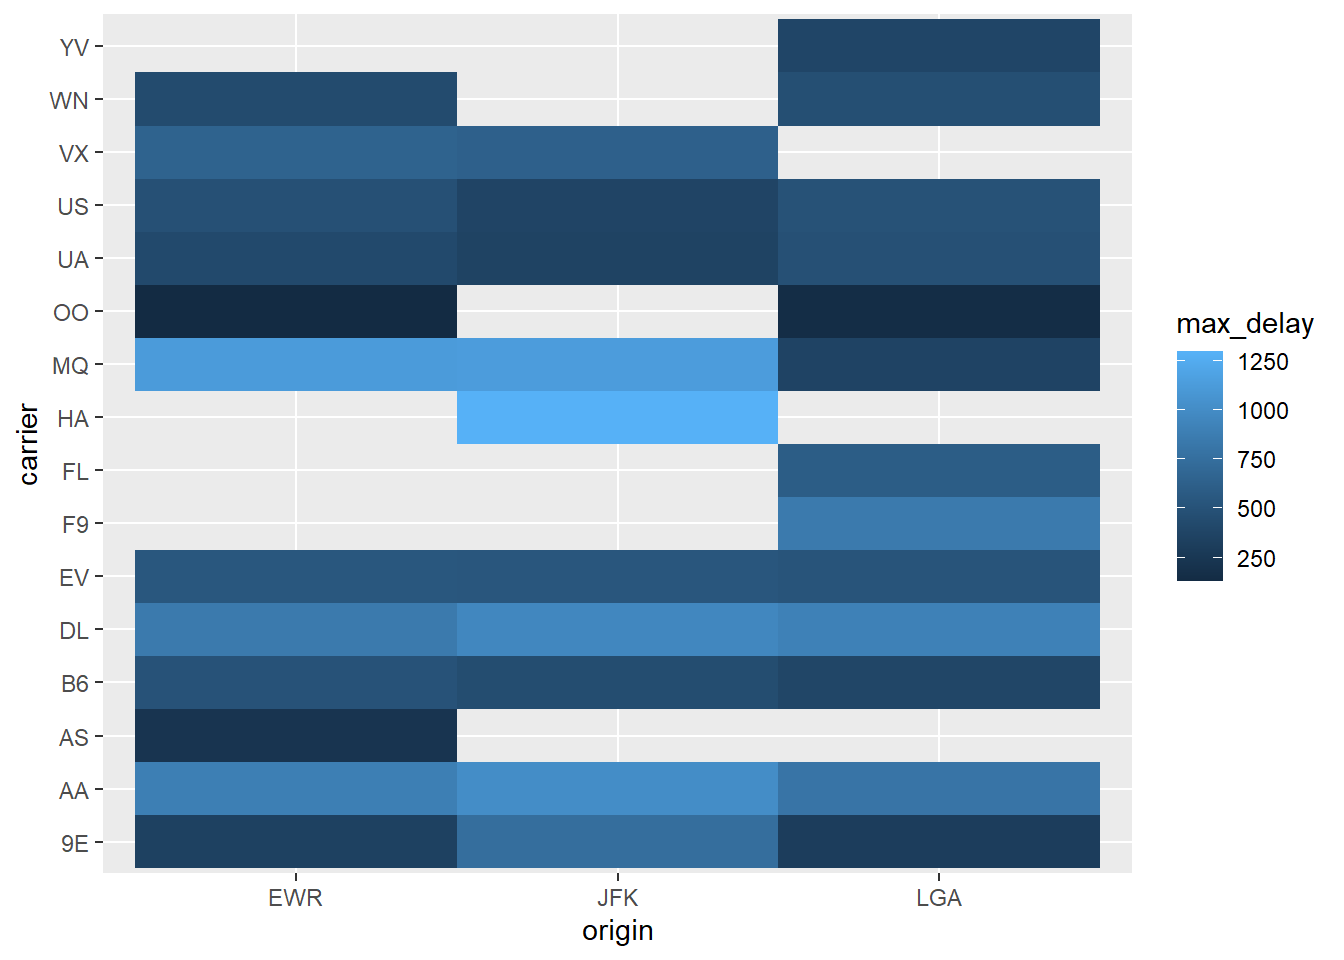 YV
WN
VX
US
UA
OO
MQ
HA
FL
F9
EV
DL
B6
AS
AA
9E
carrier
EWR JFK LGA
origin
max_delay
1250
1000
750
500
250